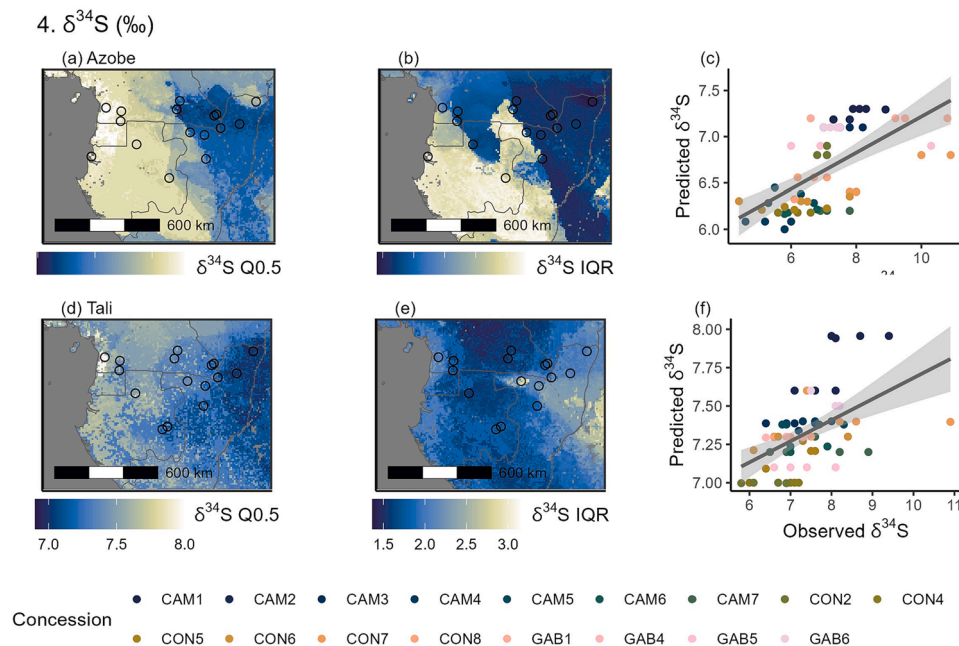 4. δ³⁴S (‰)
(a) Azobe
(b)
(c)
600 km
600 km
δ³⁴S Q0.5
δ³⁴S IQR
Predicted δ³⁴S
7.5
7.0
6.5
6.0
6 8 10
34
(d) Tali
(e)
(f)
600 km
600 km
7.0 7.5 8.0
δ³⁴S Q0.5
1.5 2.0 2.5 3.0
δ³⁴S IQR
Predicted δ³⁴S
8.00
7.75
7.50
7.25
7.00
6 7 8 9 10 11
Observed δ³⁴S
Concession
CAM1 CAM2 CAM3 CAM4 CAM5 CAM6 CAM7 CON2 CON4
CON5 CON6 CON7 CON8 GAB1 GAB4 GAB5 GAB6